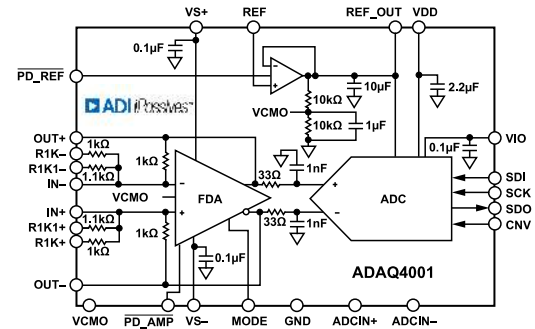 VS+ REF REF_OUT VDD
0.1µF
PD_REF
10µF 2.2µF
ADI iPassives™
10kΩ
VCMO
10kΩ 1µF
OUT+
1kΩ
R1K–
R1K1–
1.1kΩ
IN–
1kΩ
VCMO
FDA
33Ω
1nF
ADC
0.1µF
VIO
SDI
SCK
SDO
CNV
IN+
1.1kΩ
R1K1+
R1K+
1kΩ
1kΩ
33Ω
1nF
0.1µF
OUT–
ADAQ4001
VCMO PD_AMP VS– MODE GND ADCIN+ ADCIN–